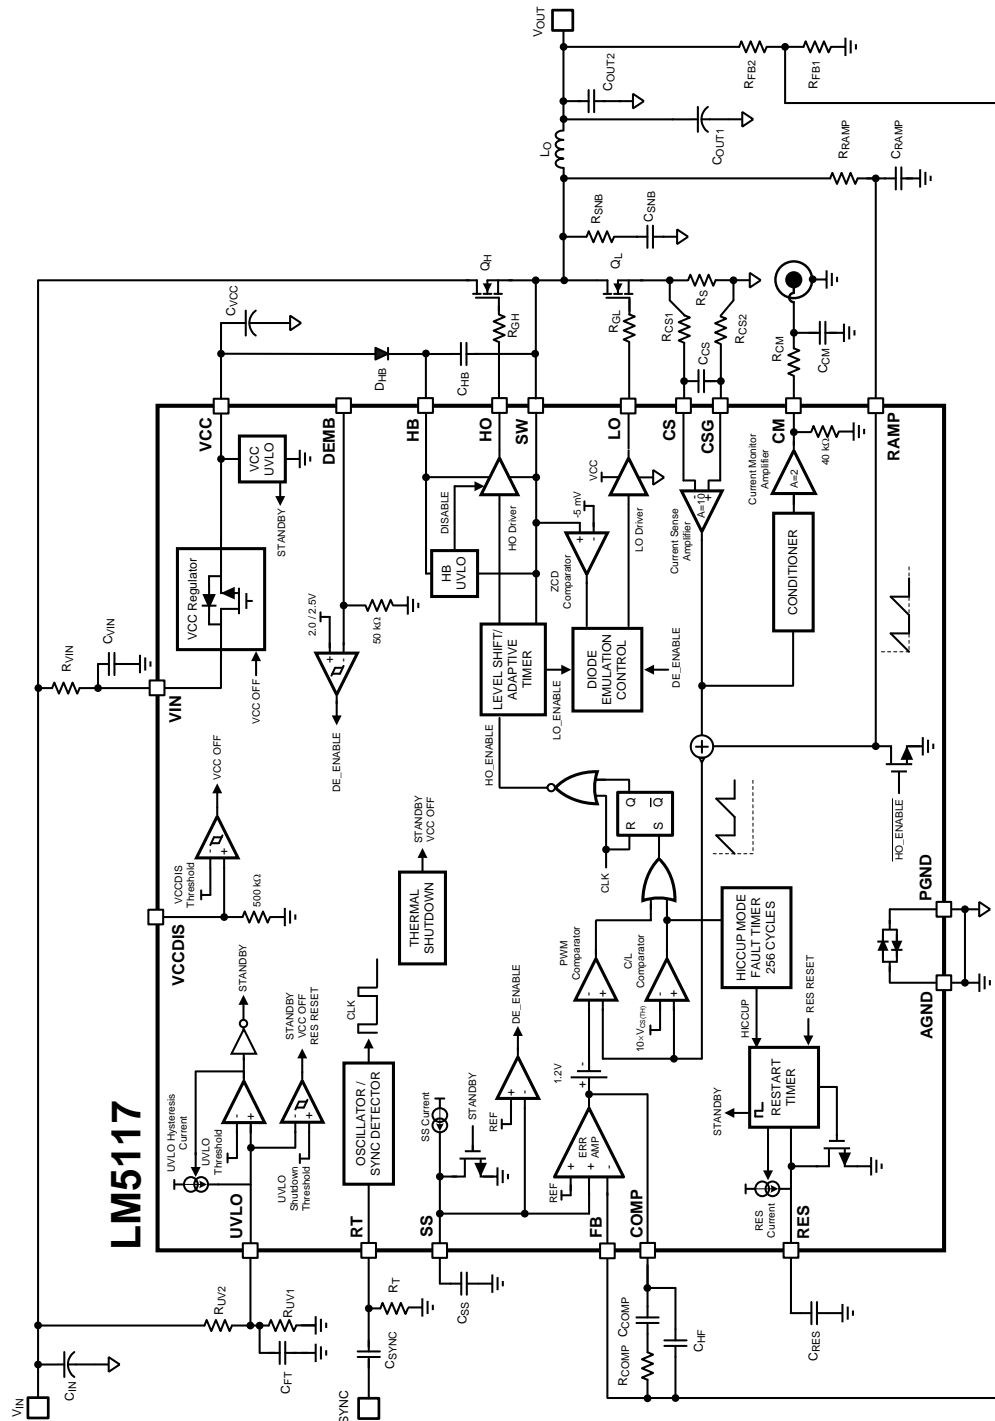 LM5117
VIN
CIN
RUV2
RUV1
CFT
SYNC
CSYNC
RT
CSS
RCOMP
CCOMP
CHF
CRES
UVLO
UVLO Hysteresis
Current
UVLO
Threshold
STANDBY
UVLO
Shutdown
Threshold
STANDBY
VCC OFF
RES RESET
RT
OSCILLATOR /
SYNC DETECTOR
CLK
SS
SS Current
STANDBY
REF
DE_ENABLE
FB
COMP
REF
ERR
AMP
1.2V
PWM
Comparator
C/L
Comparator
10×VCS(TH)
RES
RES
Current
STANDBY
RESTART
TIMER
HICCUP
RES RESET
HICCUP MODE
FAULT TIMER
256 CYCLES
AGND
PGND
VCCDIS
VCCDIS
Threshold
500 kΩ
VCC OFF
THERMAL
SHUTDOWN
STANDBY
VCC OFF
CLK
R
Q
S
Q
HO_ENABLE
HO_ENABLE
VIN
RVIN
CVIN
VCC Regulator
VCC OFF
VCC
UVLO
STANDBY
VCC
CVCC
DEMB
2.0 / 2.5V
50 kΩ
DE_ENABLE
DHB
CHB
HB
HB
UVLO
DISABLE
HO Driver
HO
SW
LEVEL SHIFT/
ADAPTIVE
TIMER
LO_ENABLE
DIODE
EMULATION
CONTROL
DE_ENABLE
ZCD
Comparator
-5 mV
VCC
LO Driver
LO
CS
CSG
Current Sense
Amplifier
A=10
CONDITIONER
Current Monitor
Amplifier
A=2
40 kΩ
CM
RAMP
RGH
QH
RGL
QL
RCS1
RS
CCS
RCS2
RCM
CCM
RSNB
CSNB
RRAMP
CRAMP
LO
COUT1
COUT2
VOUT
RFB2
RFB1